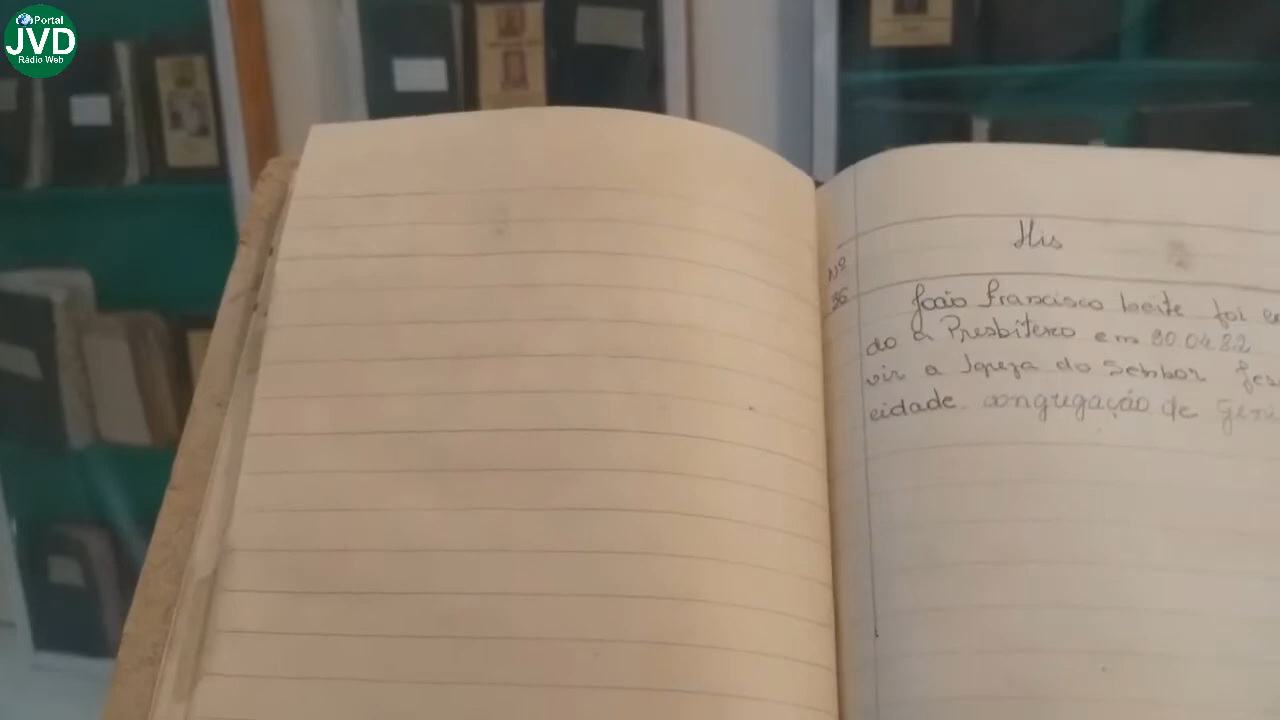 Portal
JVD
Rádio Web
His
Nº
36
João Francisco Leite foi
do a Presbítero em 30.04.82
vir a Igreja do Senhor
cidade. congregação de